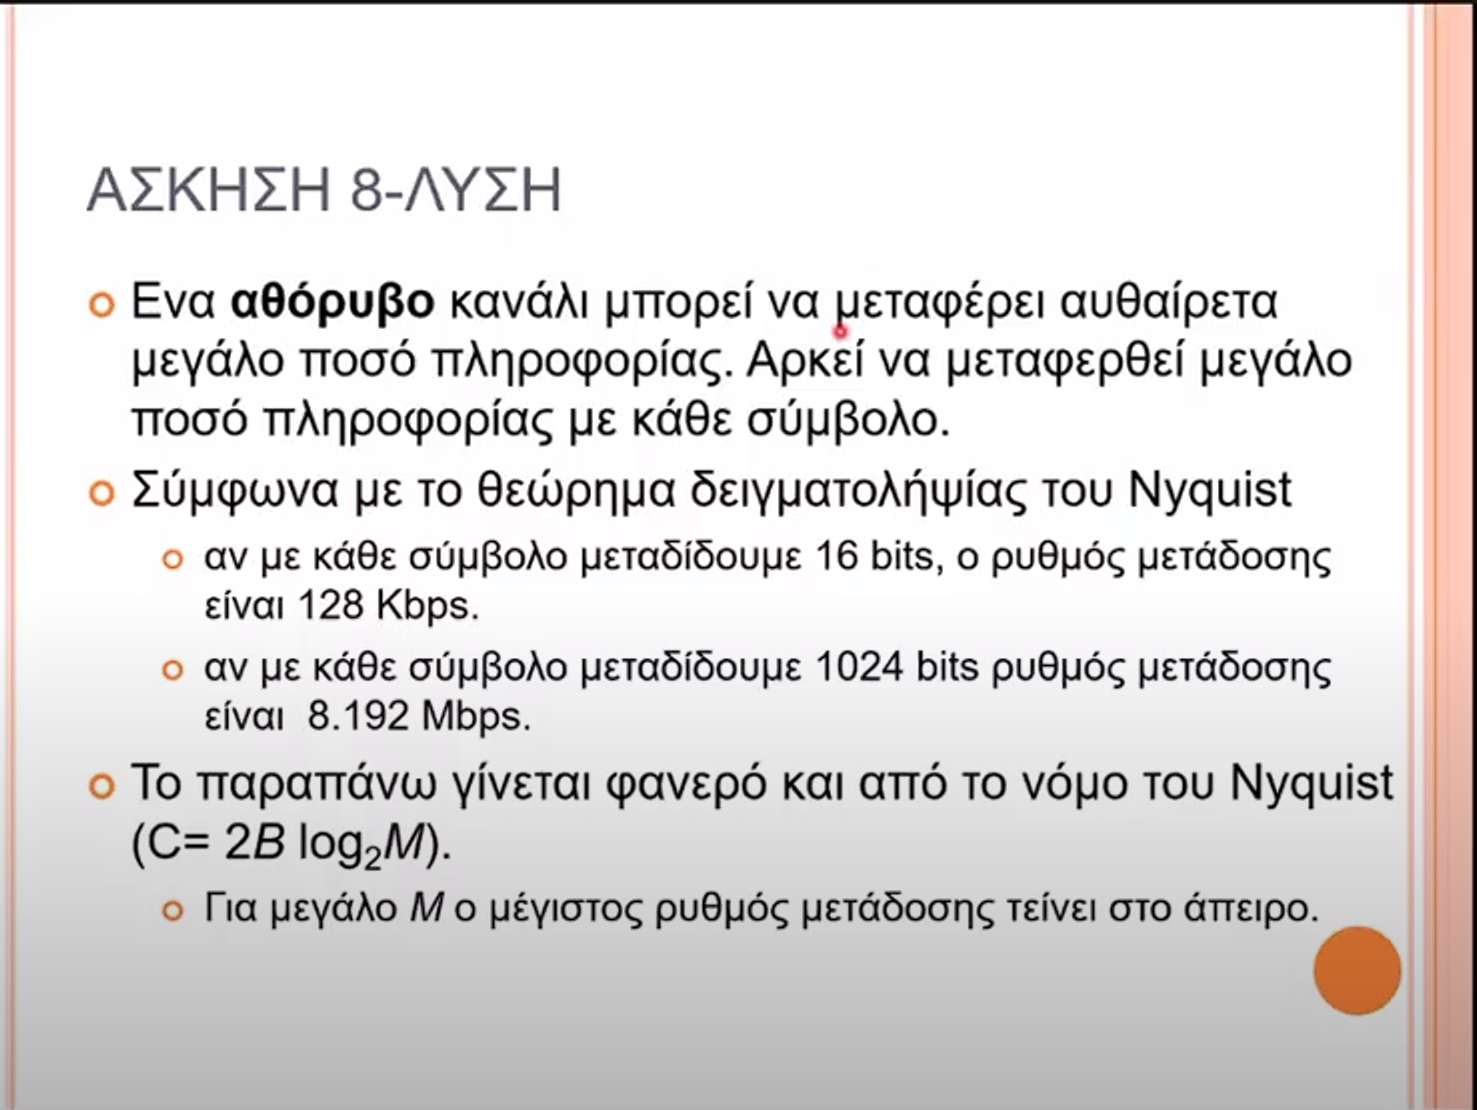 ΑΣΚΗΣΗ 8-ΛΥΣΗ
Ενα αθόρυβο κανάλι μπορεί να μεταφέρει αυθαίρετα
μεγάλο ποσό πληροφορίας. Αρκεί να μεταφερθεί μεγάλο
ποσό πληροφορίας με κάθε σύμβολο.
Σύμφωνα με το θεώρημα δειγματολήψίας του Nyquist
αν με κάθε σύμβολο μεταδίδουμε 16 bits, ο ρυθμός μετάδοσης
είναι 128 Kbps.
αν με κάθε σύμβολο μεταδίδουμε 1024 bits ρυθμός μετάδοσης
είναι 8.192 Mbps.
Το παραπάνω γίνεται φανερό και από το νόμο του Nyquist
(C= 2B log₂M).
Για μεγάλο M ο μέγιστος ρυθμός μετάδοσης τείνει στο άπειρο.